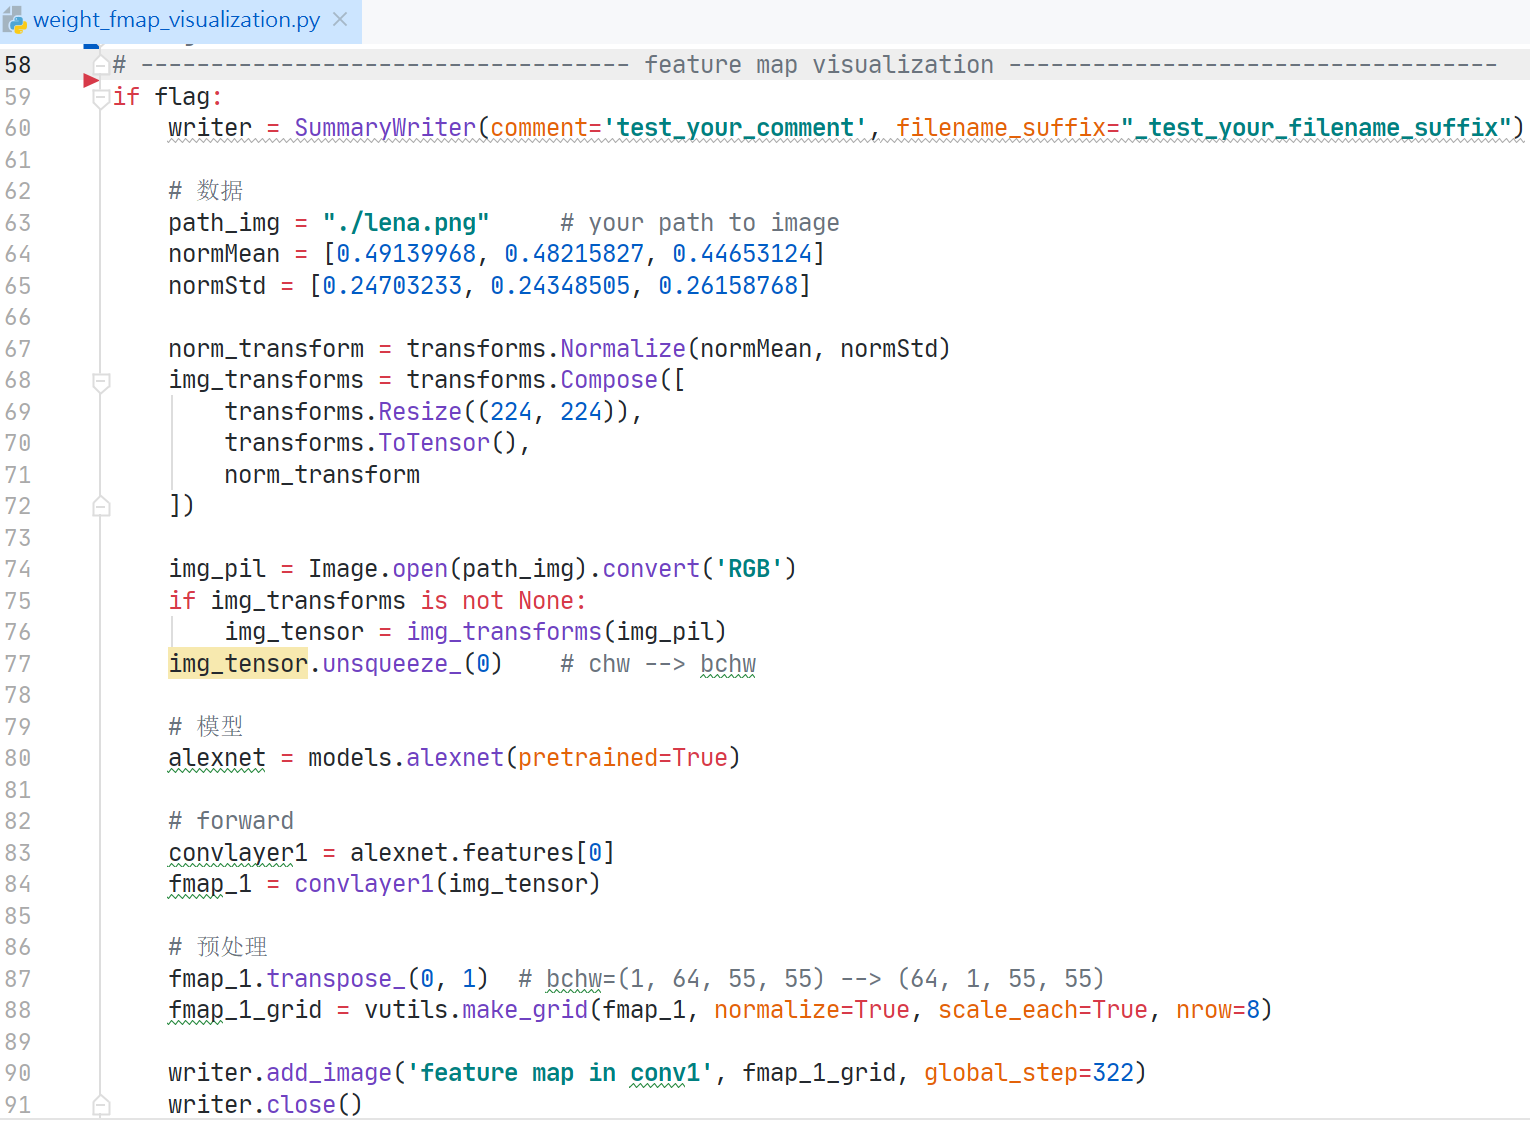 weight_fmap_visualization.py
58 # ----------------------------------- feature map visualization -----------------------------------
59 if flag:
60     writer = SummaryWriter(comment='test_your_comment', filename_suffix="_test_your_filename_suffix")
61
62     # 数据
63     path_img = "./lena.png"     # your path to image
64     normMean = [0.49139968, 0.48215827, 0.44653124]
65     normStd = [0.24703233, 0.24348505, 0.26158768]
66
67     norm_transform = transforms.Normalize(normMean, normStd)
68     img_transforms = transforms.Compose([
69         transforms.Resize((224, 224)),
70         transforms.ToTensor(),
71         norm_transform
72     ])
73
74     img_pil = Image.open(path_img).convert('RGB')
75     if img_transforms is not None:
76         img_tensor = img_transforms(img_pil)
77     img_tensor.unsqueeze_(0)    # chw --> bchw
78
79     # 模型
80     alexnet = models.alexnet(pretrained=True)
81
82     # forward
83     convlayer1 = alexnet.features[0]
84     fmap_1 = convlayer1(img_tensor)
85
86     # 预处理
87     fmap_1.transpose_(0, 1)  # bchw=(1, 64, 55, 55) --> (64, 1, 55, 55)
88     fmap_1_grid = vutils.make_grid(fmap_1, normalize=True, scale_each=True, nrow=8)
89
90     writer.add_image('feature map in conv1', fmap_1_grid, global_step=322)
91     writer.close()